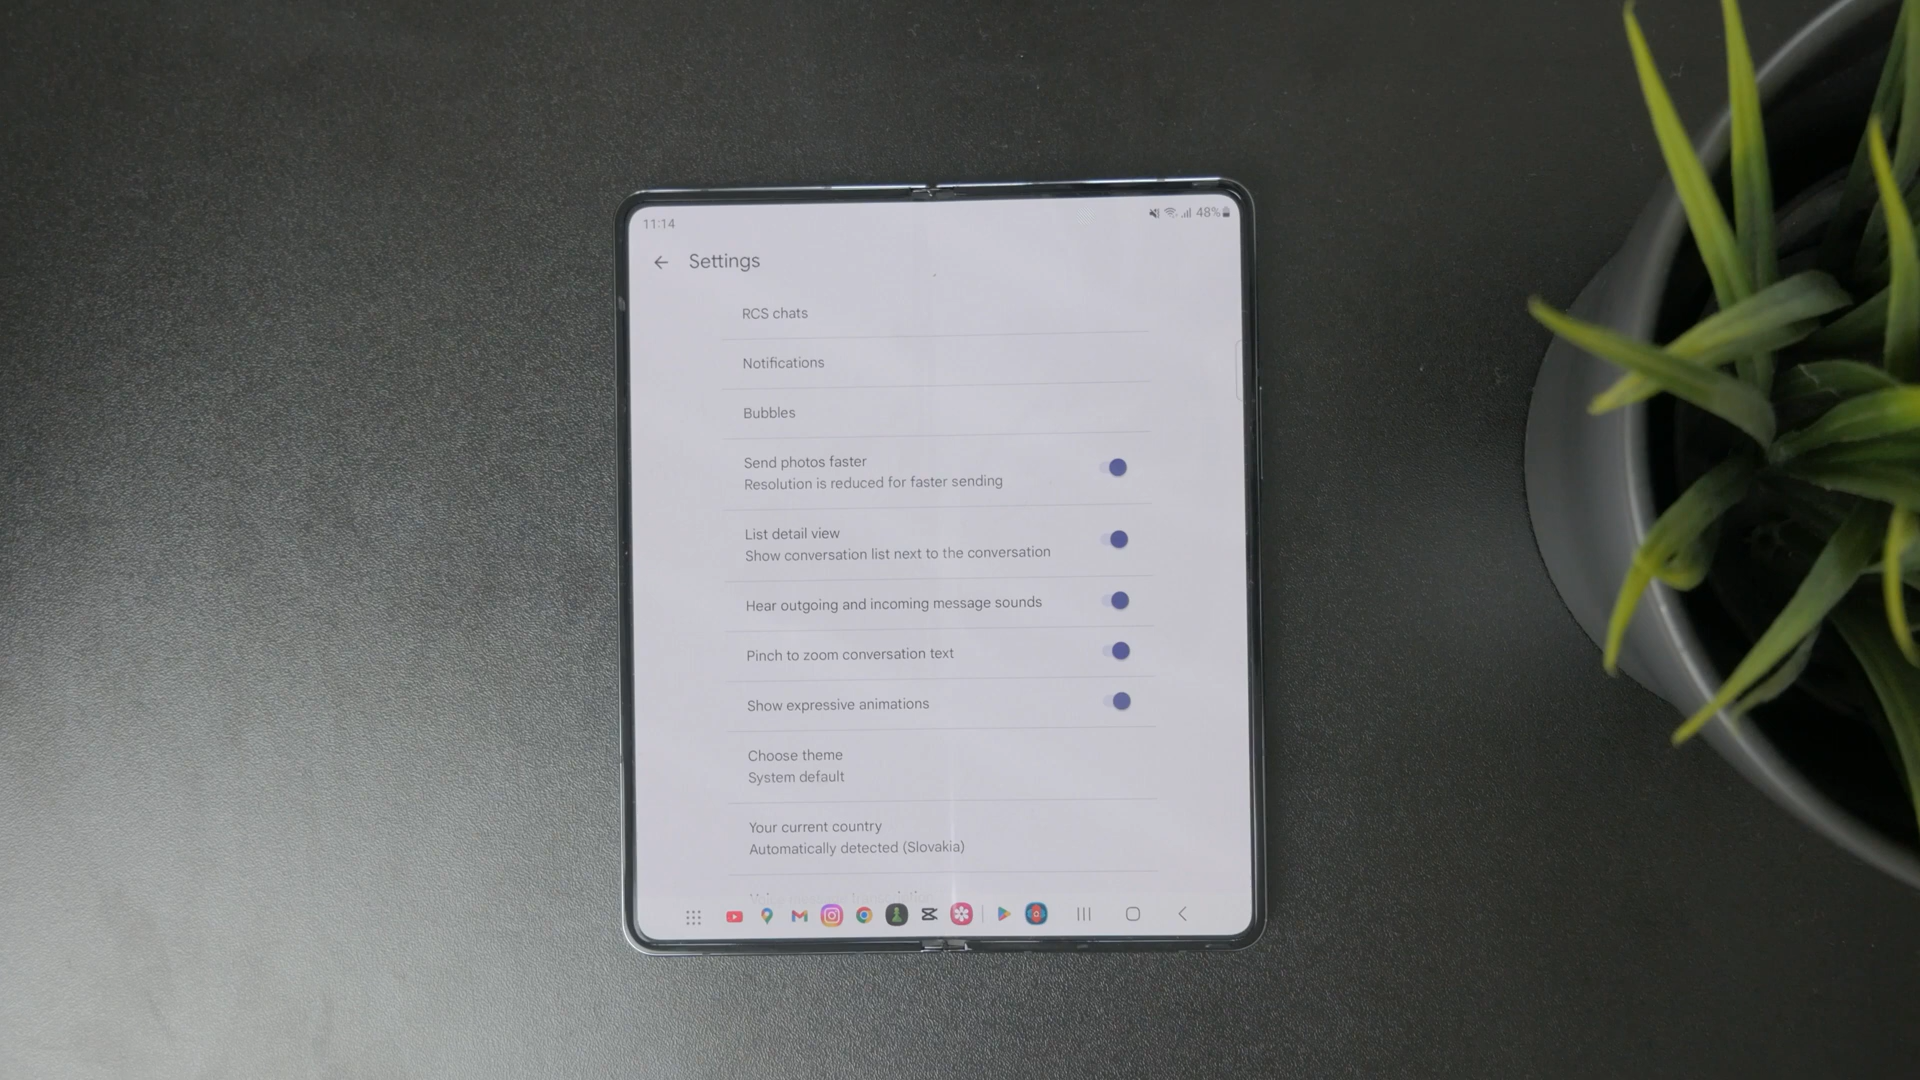 11:14
48%
Settings
RCS chats
Notifications
Bubbles
Send photos faster
Resolution is reduced for faster sending
List detail view
Show conversation list next to the conversation
Hear outgoing and incoming message sounds
Pinch to zoom conversation text
Show expressive animations
Choose theme
System default
Your current country
Automatically detected (Slovakia)